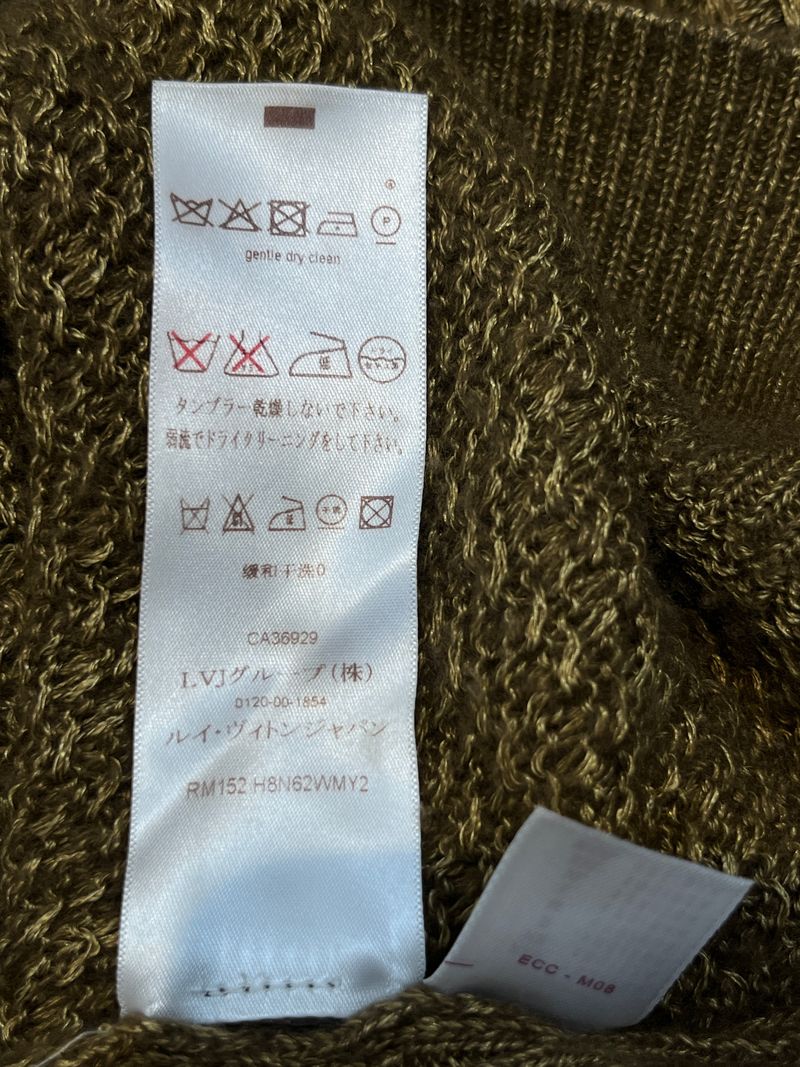 P
gentle dry clean
低
タンブラー乾燥しないで下さい。
弱流でドライクリーニングをして下さい。
缓和干洗0
CA36929
LVJグループ(株)
0120-00-1854
ルイ・ヴィトンジャパン
RM152 H8N62WMY2
ECC - M08